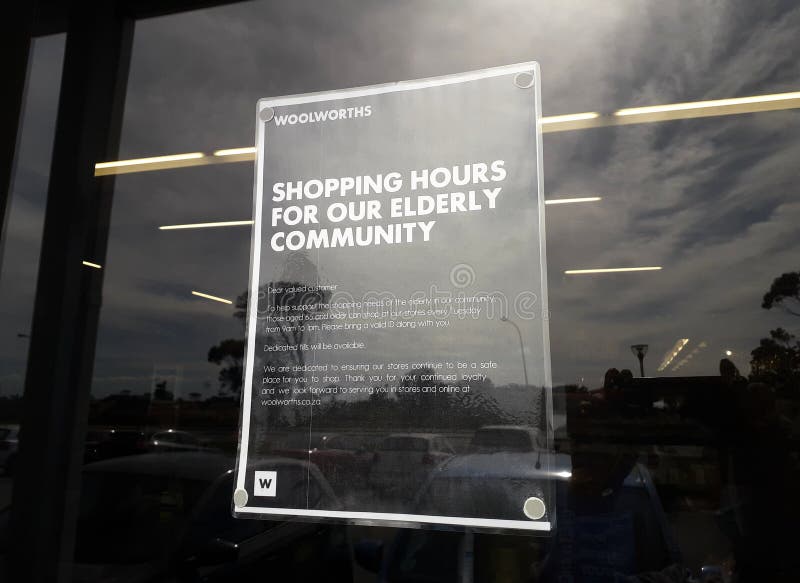 WOOLWORTHS
SHOPPING HOURS
FOR OUR ELDERLY
COMMUNITY
Dear valued customer
To help support the shopping needs of the elderly in our community,
those aged 65 and older can shop at our stores every Tuesday
from 9am to 1pm. Please bring a valid ID along with you.
Dedicated tills will be available.
We are dedicated to ensuring our stores continue to be a safe
place for you to shop. Thank you for your continued loyalty
and we look forward to serving you in stores and online at
woolworths.co.za
W
dreamstime